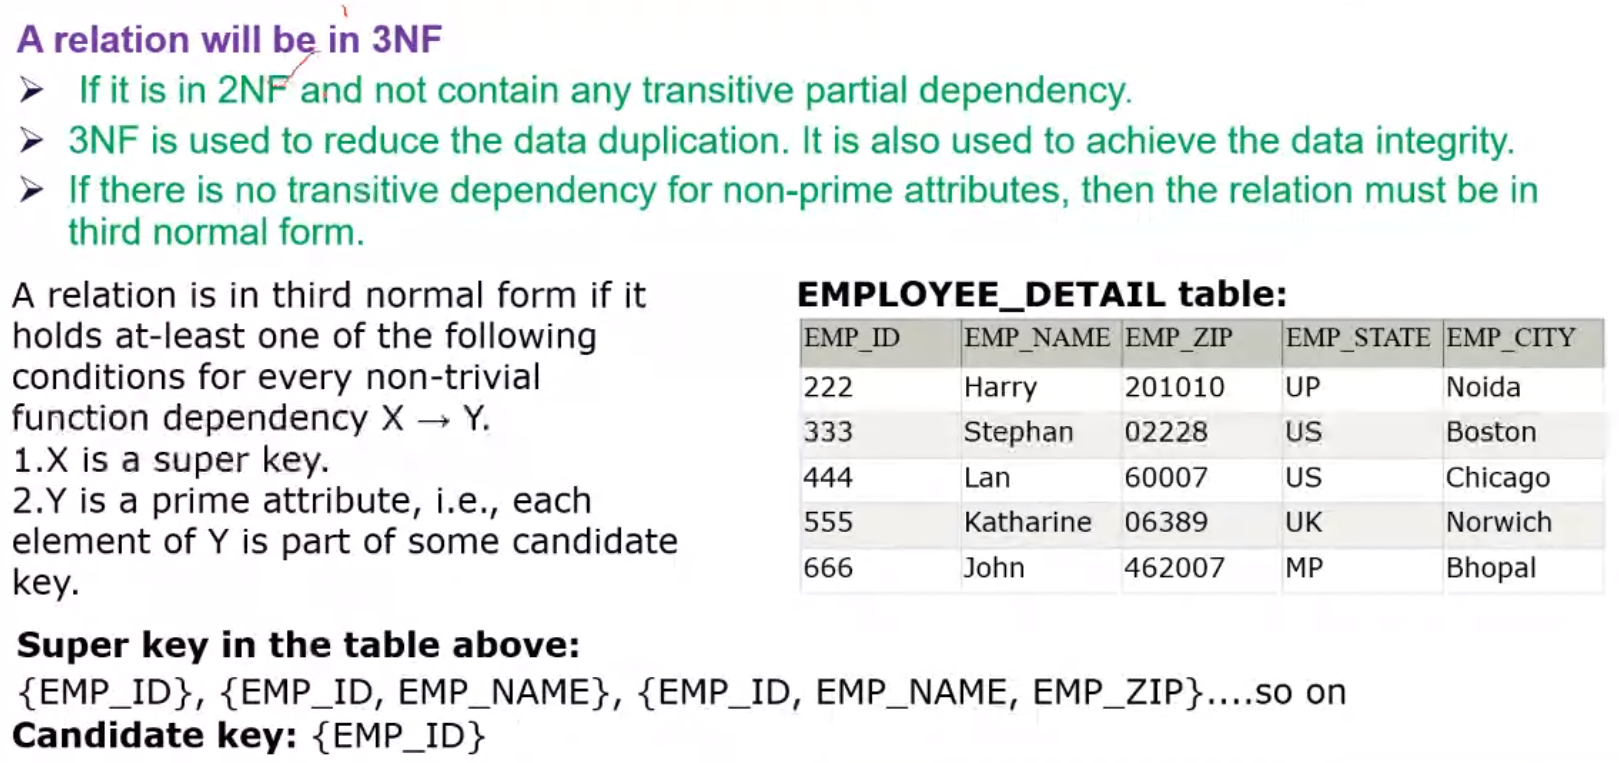 A relation will be in 3NF
➢ If it is in 2NF and not contain any transitive partial dependency.
➢ 3NF is used to reduce the data duplication. It is also used to achieve the data integrity.
➢ If there is no transitive dependency for non-prime attributes, then the relation must be in
third normal form.
A relation is in third normal form if it
holds at-least one of the following
conditions for every non-trivial
function dependency X → Y.
1.X is a super key.
2.Y is a prime attribute, i.e., each
element of Y is part of some candidate
key.
EMPLOYEE_DETAIL table:
EMP_ID EMP_NAME EMP_ZIP EMP_STATE EMP_CITY
222 Harry 201010 UP Noida
333 Stephan 02228 US Boston
444 Lan 60007 US Chicago
555 Katharine 06389 UK Norwich
666 John 462007 MP Bhopal
Super key in the table above:
{EMP_ID}, {EMP_ID, EMP_NAME}, {EMP_ID, EMP_NAME, EMP_ZIP}....so on
Candidate key: {EMP_ID}